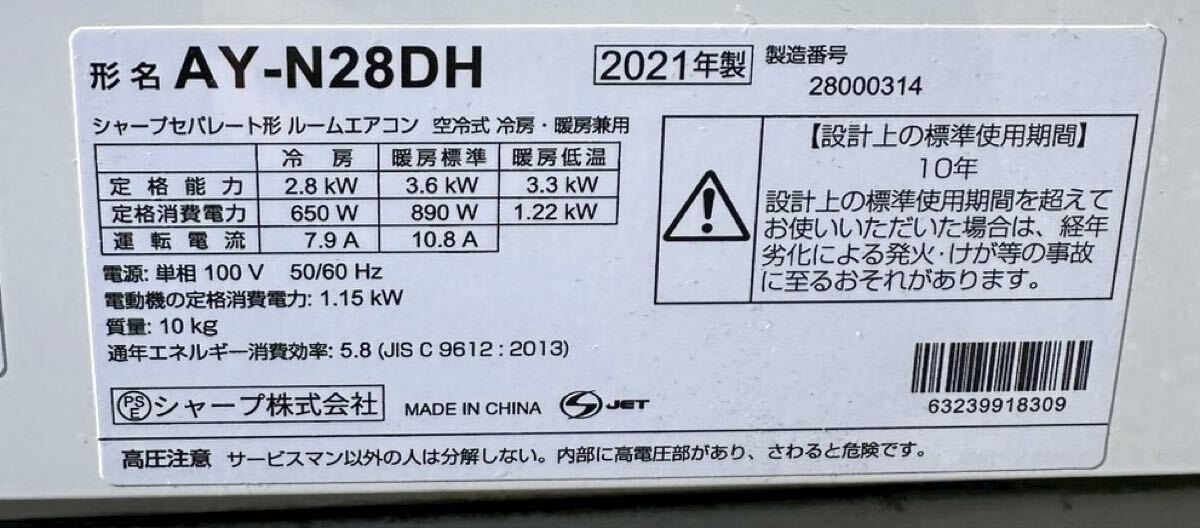 形名 AY-N28DH 2021年製 製造番号
28000314
シャープセパレート形 ルームエアコン 空冷式 冷房・暖房兼用
冷房 暖房標準 暖房低温
定格能力 2.8 kW 3.6 kW 3.3 kW
定格消費電力 650 W 890 W 1.22 kW
運転電流 7.9 A 10.8 A
電源: 単相 100 V 50/60 Hz
電動機の定格消費電力: 1.15 kW
質量: 10 kg
通年エネルギー消費効率: 5.8 (JIS C 9612 : 2013)
【設計上の標準使用期間】
10年
設計上の標準使用期間を超えて
お使いいただいた場合は、経年
劣化による発火・けが等の事故
に至るおそれがあります。
PSE シャープ株式会社 MADE IN CHINA JET
63239918309
高圧注意 サービスマン以外の人は分解しない。内部に高電圧部があり、さわると危険です。